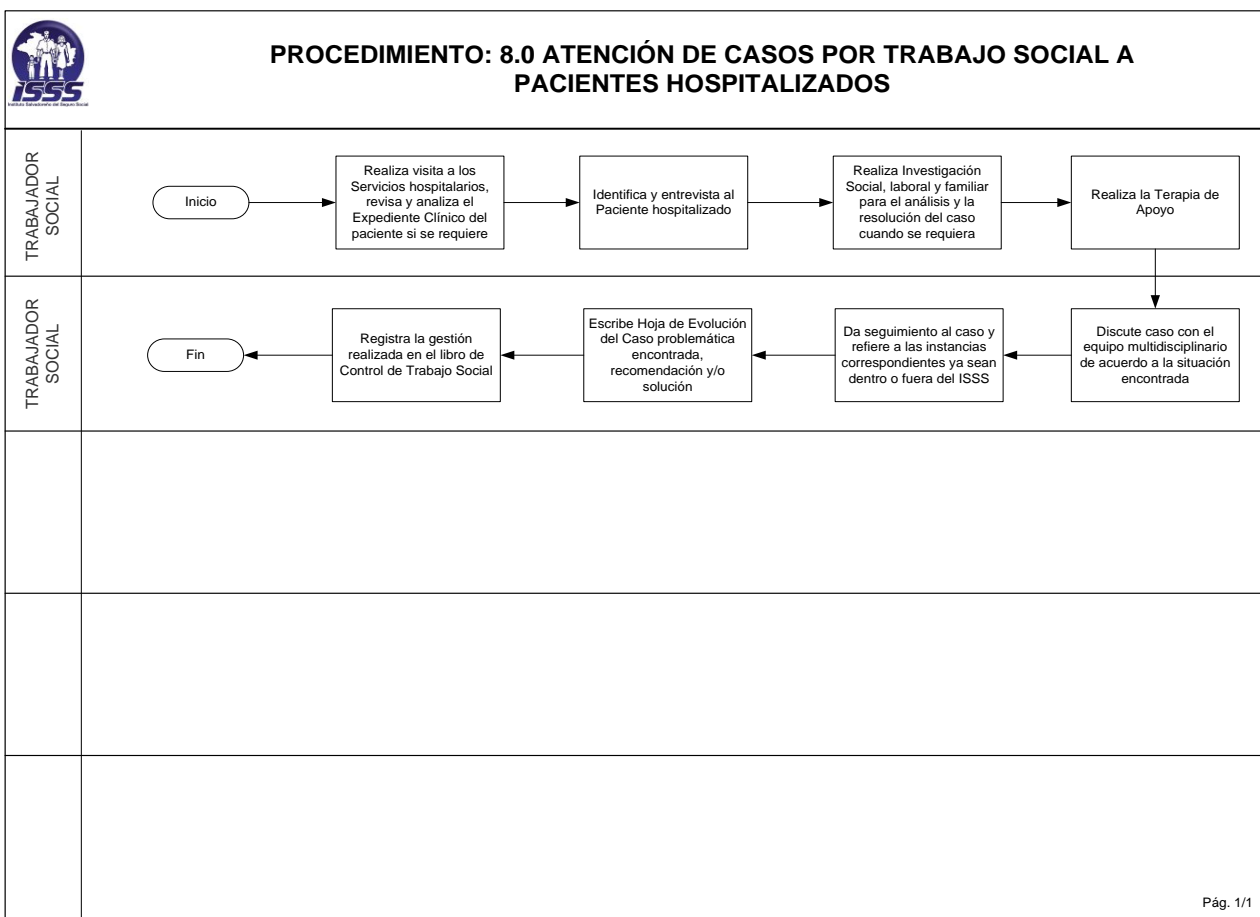 ISSS
Instituto Salvadoreño del Seguro Social
PROCEDIMIENTO: 8.0 ATENCIÓN DE CASOS POR TRABAJO SOCIAL A
PACIENTES HOSPITALIZADOS
TRABAJADOR
SOCIAL
Inicio
Realiza visita a los
Servicios hospitalarios,
revisa y analiza el
Expediente Clínico del
paciente si se requiere
Identifica y entrevista al
Paciente hospitalizado
Realiza Investigación
Social, laboral y familiar
para el análisis y la
resolución del caso
cuando se requiera
Realiza la Terapia de
Apoyo
TRABAJADOR
SOCIAL
Discute caso con el
equipo multidisciplinario
de acuerdo a la situación
encontrada
Da seguimiento al caso y
refiere a las instancias
correspondientes ya sean
dentro o fuera del ISSS
Escribe Hoja de Evolución
del Caso problemática
encontrada,
recomendación y/o
solución
Registra la gestión
realizada en el libro de
Control de Trabajo Social
Fin
Pág. 1/1